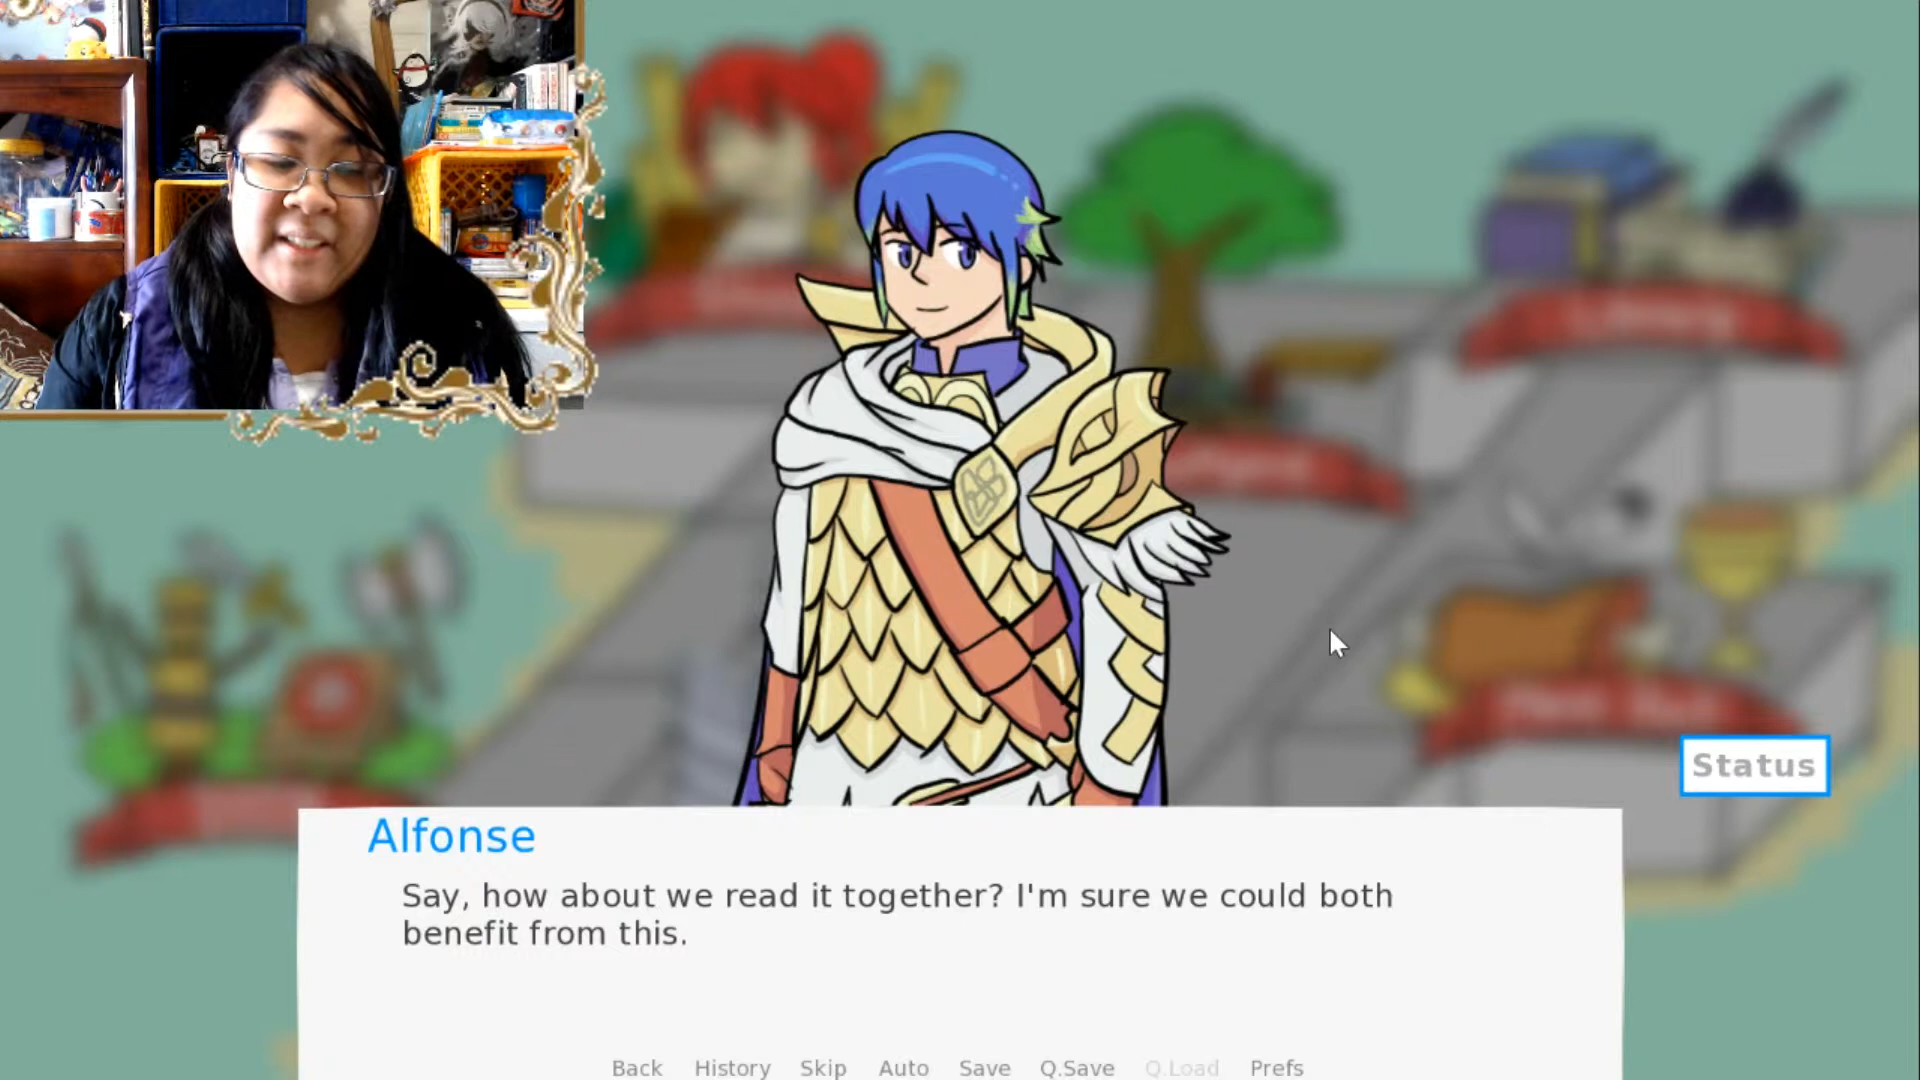 Status
Alfonse
Say, how about we read it together? I'm sure we could both
benefit from this.
Back History Skip Auto Save Q.Save Q.Load Prefs